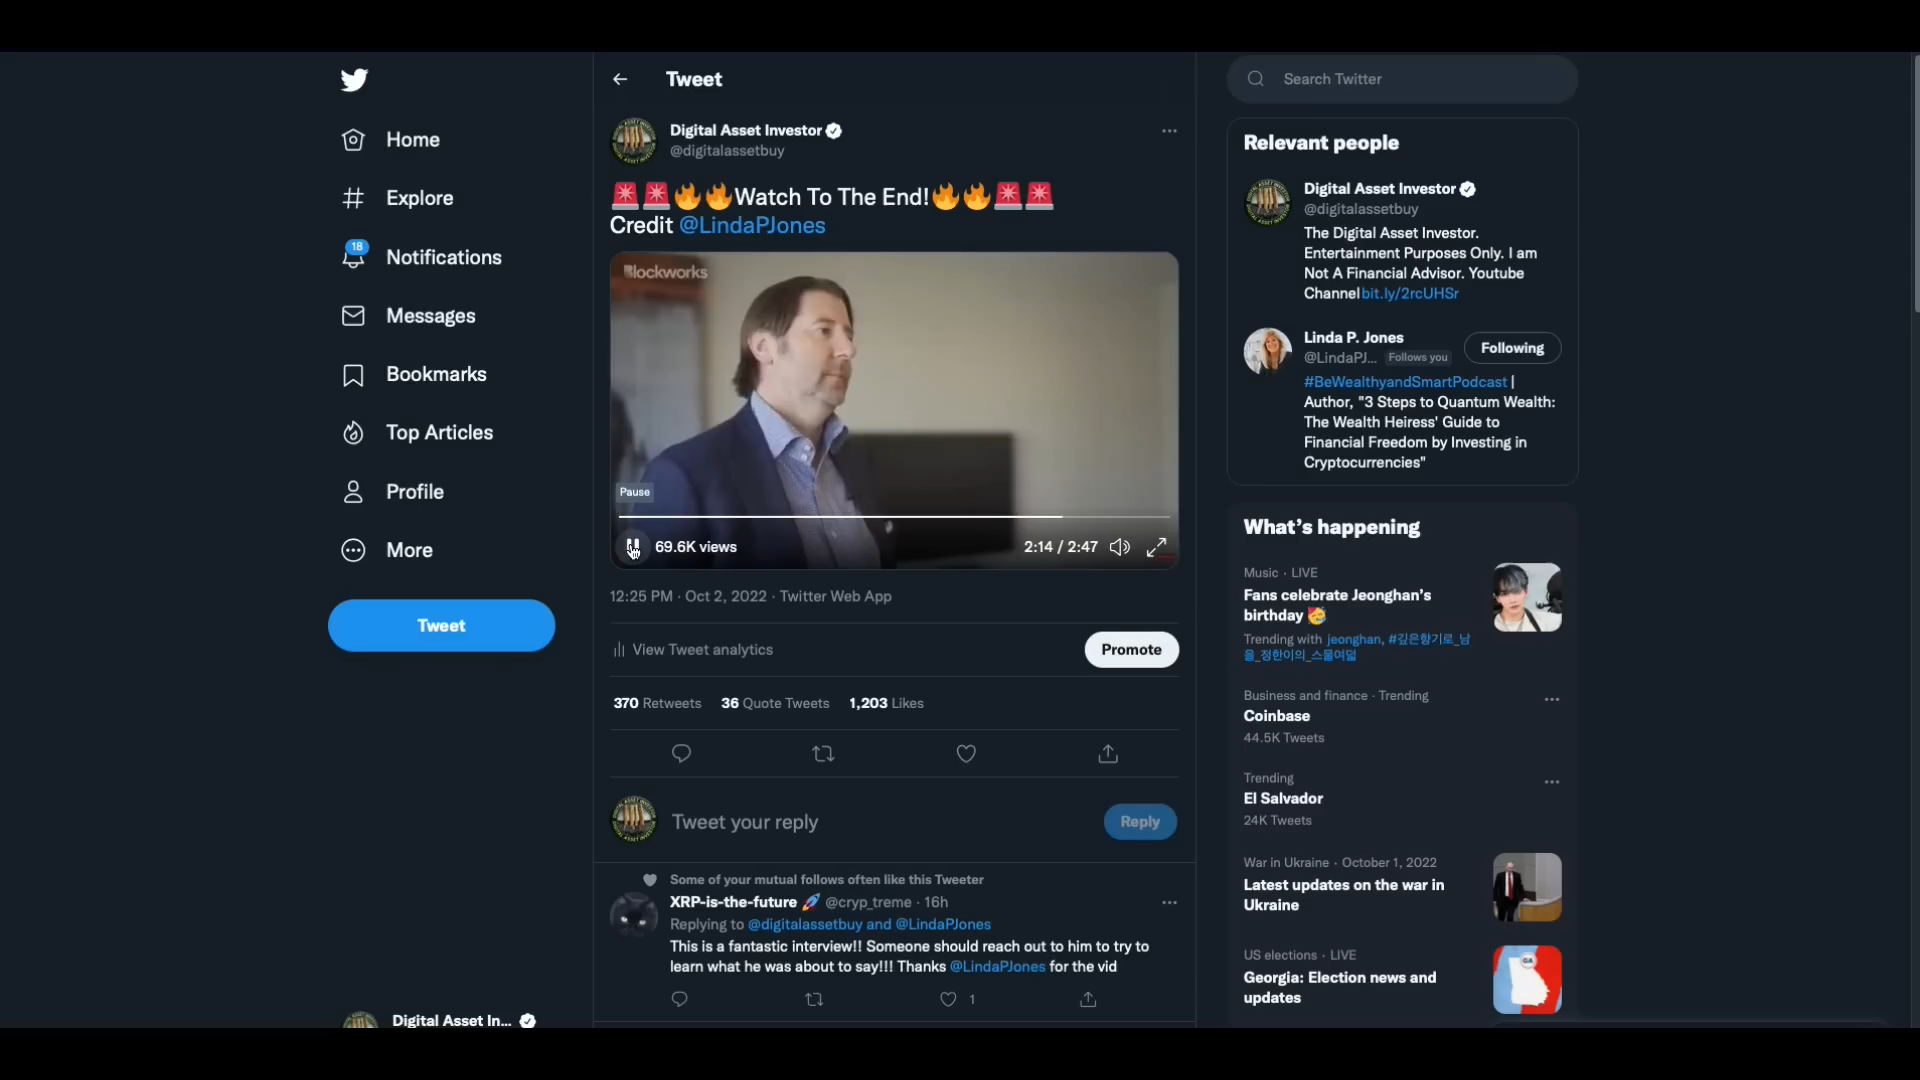 Home
Explore
18
Notifications
Messages
Bookmarks
Top Articles
Profile
More
Tweet
Digital Asset In...
Tweet
Digital Asset Investor
@digitalassetbuy
🚨🚨🔥🔥Watch To The End!🔥🔥🚨🚨
Credit @LindaPJones
Blockworks
Pause
69.6K views
2:14 / 2:47
12:25 PM · Oct 2, 2022 · Twitter Web App
View Tweet analytics
Promote
370 Retweets 36 Quote Tweets 1,203 Likes
Tweet your reply
Reply
Some of your mutual follows often like this Tweeter
XRP-is-the-future 🚀 @cryp_treme · 16h
Replying to @digitalassetbuy and @LindaPJones
This is a fantastic interview!! Someone should reach out to him to try to
learn what he was about to say!!! Thanks @LindaPJones for the vid
1
Search Twitter
Relevant people
Digital Asset Investor
@digitalassetbuy
The Digital Asset Investor.
Entertainment Purposes Only. I am
Not A Financial Advisor. Youtube
Channel bit.ly/2rcUHSr
Linda P. Jones
@LindaPJ... Follows you
Following
#BeWealthyandSmartPodcast |
Author, "3 Steps to Quantum Wealth:
The Wealth Heiress' Guide to
Financial Freedom by Investing in
Cryptocurrencies"
What's happening
Music · LIVE
Fans celebrate Jeonghan's
birthday 🥳
Trending with jeonghan, #깊은향기로_남
을_정한이의_스물여덟
Business and finance · Trending
Coinbase
44.5K Tweets
Trending
El Salvador
24K Tweets
War in Ukraine · October 1, 2022
Latest updates on the war in
Ukraine
US elections · LIVE
Georgia: Election news and
updates
GA